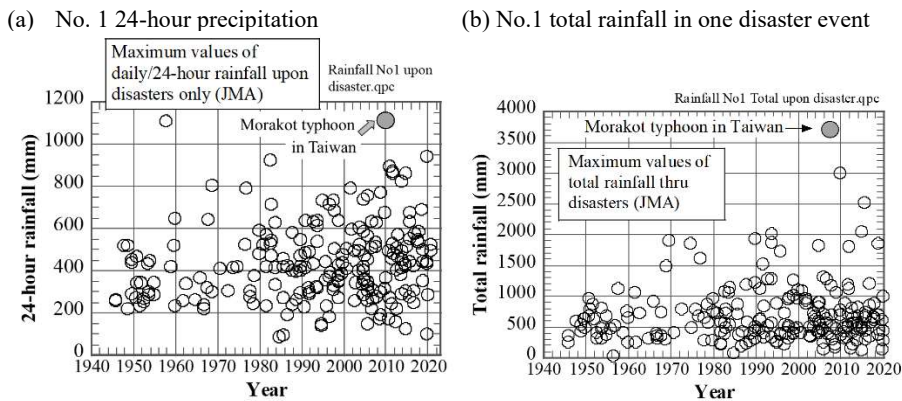 (a) No. 1 24-hour precipitation
Maximum values of
daily/24-hour rainfall upon
disasters only (JMA)
Rainfall No1 upon
disaster.qpc
Morakot typhoon
in Taiwan
24-hour rainfall (mm)
1200
1000
800
600
400
200
0
1940 1950 1960 1970 1980 1990 2000 2010 2020
Year
(b) No.1 total rainfall in one disaster event
Rainfall No1 Total upon disaster.qpc
Morakot typhoon in Taiwan
Maximum values of
total rainfall thru
disasters (JMA)
Total rainfall (mm)
4000
3500
3000
2500
2000
1500
1000
500
0
1940 1950 1960 1970 1980 1990 2000 2010 2020
Year